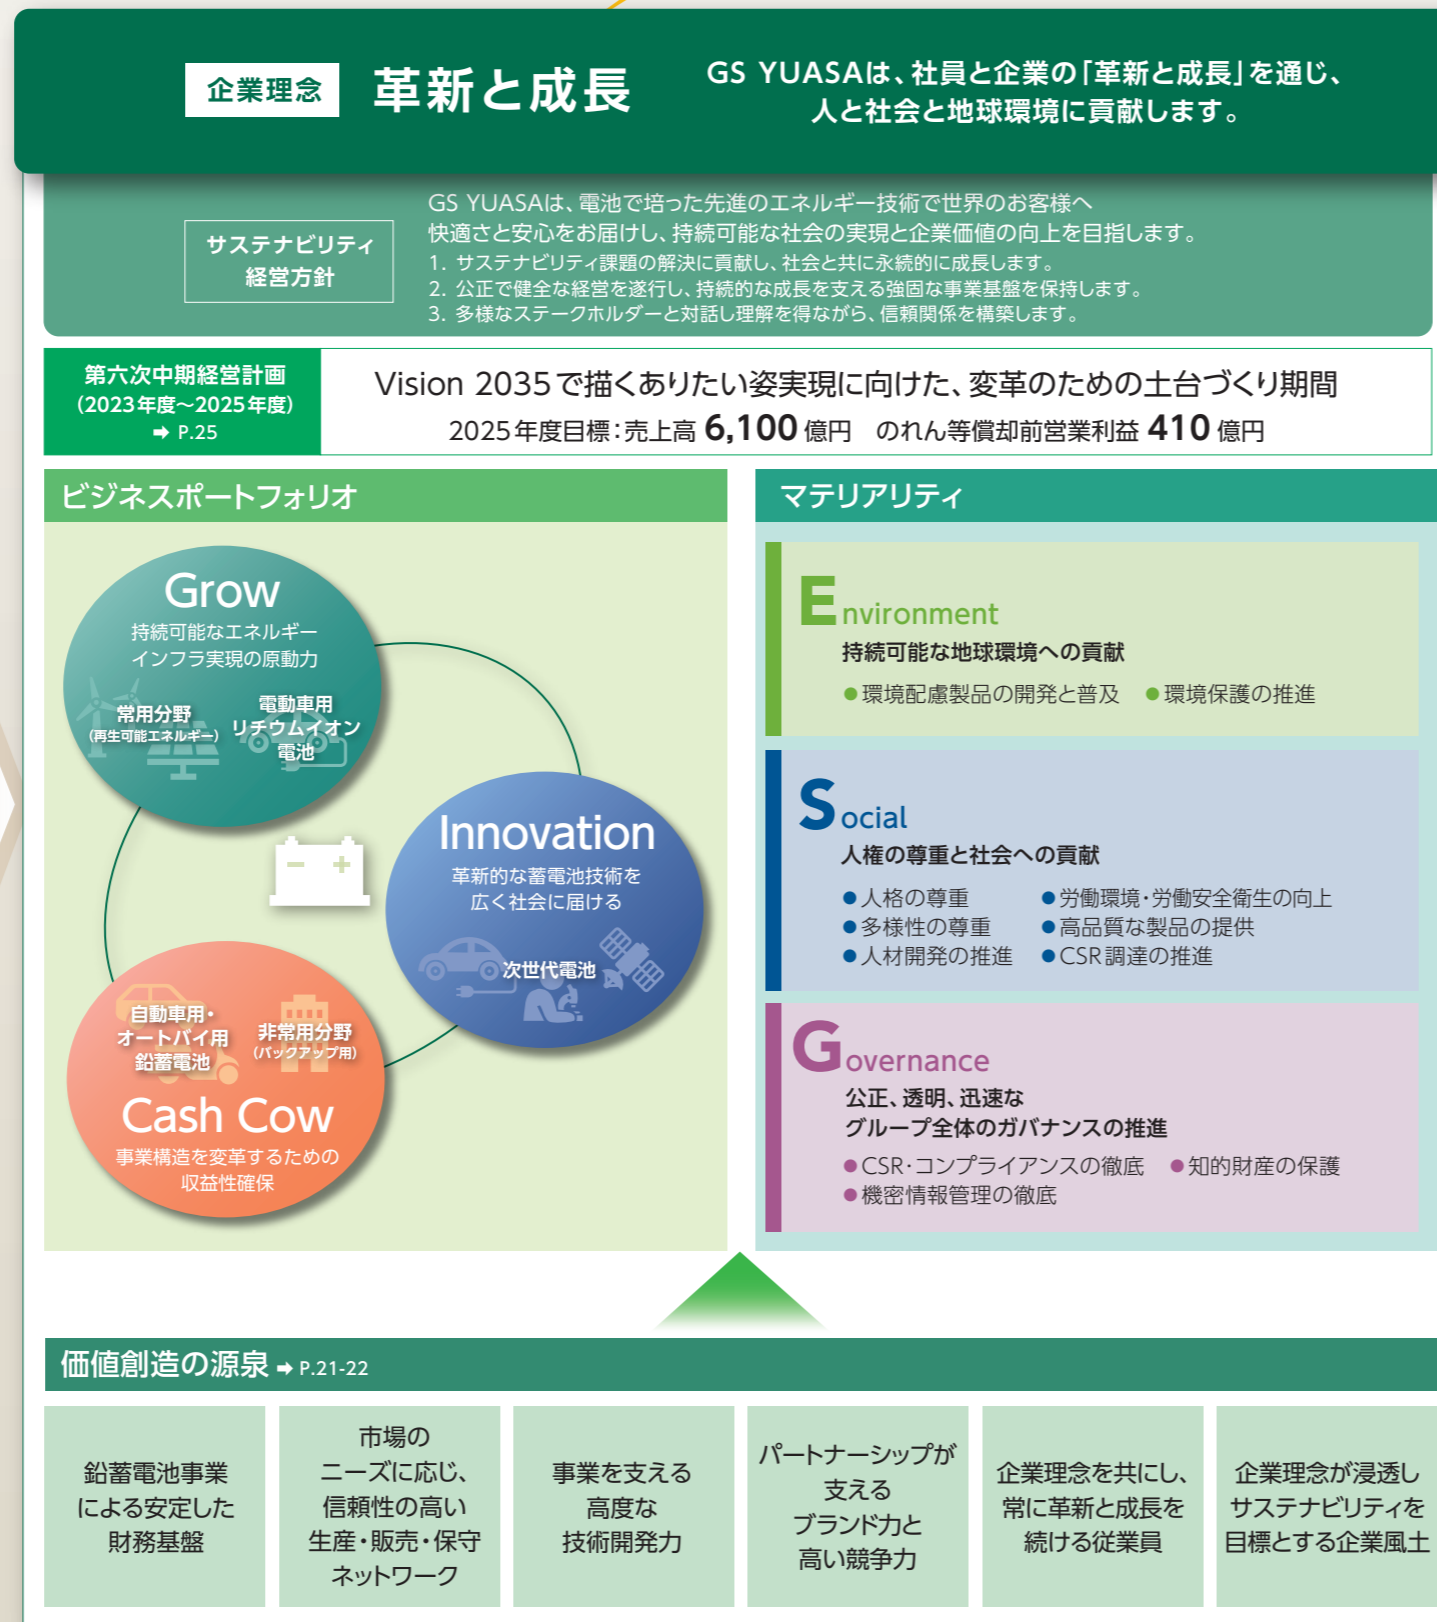 企業理念
革新と成長
GS YUASAは、社員と企業の「革新と成長」を通じ、
人と社会と地球環境に貢献します。
サステナビリティ
経営方針
GS YUASAは、電池で培った先進のエネルギー技術で世界のお客様へ
快適さと安心をお届けし、持続可能な社会の実現と企業価値の向上を目指します。
1. サステナビリティ課題の解決に貢献し、社会と共に永続的に成長します。
2. 公正で健全な経営を遂行し、持続的な成長を支える強固な事業基盤を保持します。
3. 多様なステークホルダーと対話し理解を得ながら、信頼関係を構築します。
第六次中期経営計画
(2023年度〜2025年度)
➡ P.25
Vision 2035で描くありたい姿実現に向けた、変革のための土台づくり期間
2025年度目標：売上高 6,100 億円 のれん等償却前営業利益 410 億円
ビジネスポートフォリオ
Grow
持続可能なエネルギー
インフラ実現の原動力
常用分野
(再生可能エネルギー)
電動車用
リチウムイオン
電池
Innovation
革新的な蓄電池技術を
広く社会に届ける
次世代電池
自動車用・
オートバイ用
鉛蓄電池
非常用分野
(バックアップ用)
Cash Cow
事業構造を変革するための
収益性確保
マテリアリティ
Environment
持続可能な地球環境への貢献
●環境配慮製品の開発と普及 ●環境保護の推進
Social
人権の尊重と社会への貢献
●人格の尊重 ●労働環境・労働安全衛生の向上
●多様性の尊重 ●高品質な製品の提供
●人材開発の推進 ●CSR調達の推進
Governance
公正、透明、迅速な
グループ全体のガバナンスの推進
●CSR・コンプライアンスの徹底 ●知的財産の保護
●機密情報管理の徹底
価値創造の源泉 ➡ P.21-22
鉛蓄電池事業
による安定した
財務基盤
市場の
ニーズに応じ、
信頼性の高い
生産・販売・保守
ネットワーク
事業を支える
高度な
技術開発力
パートナーシップが
支える
ブランド力と
高い競争力
企業理念を共にし、
常に革新と成長を
続ける従業員
企業理念が浸透し
サステナビリティを
目標とする企業風土